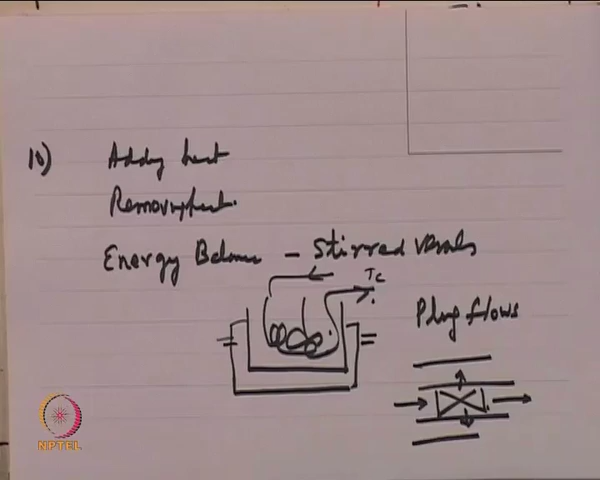 10) Adding heat
Removing heat.
Energy Balance - Stirred vessels
Tc
Plug flows
NPTEL